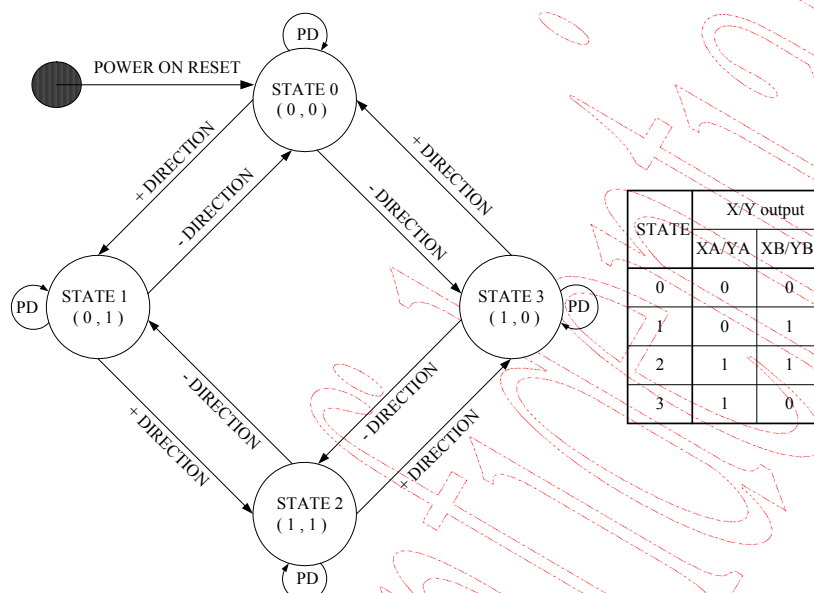 PD
POWER ON RESET
STATE 0
( 0 , 0 )
+ DIRECTION
- DIRECTION
+ DIRECTION
- DIRECTION
PD
STATE 1
( 0 , 1 )
STATE 3
( 1 , 0 )
PD
- DIRECTION
+ DIRECTION
- DIRECTION
+ DIRECTION
STATE 2
( 1 , 1 )
PD
STATE X/Y output
XA/YA XB/YB
0 0 0
1 0 1
2 1 1
3 1 0